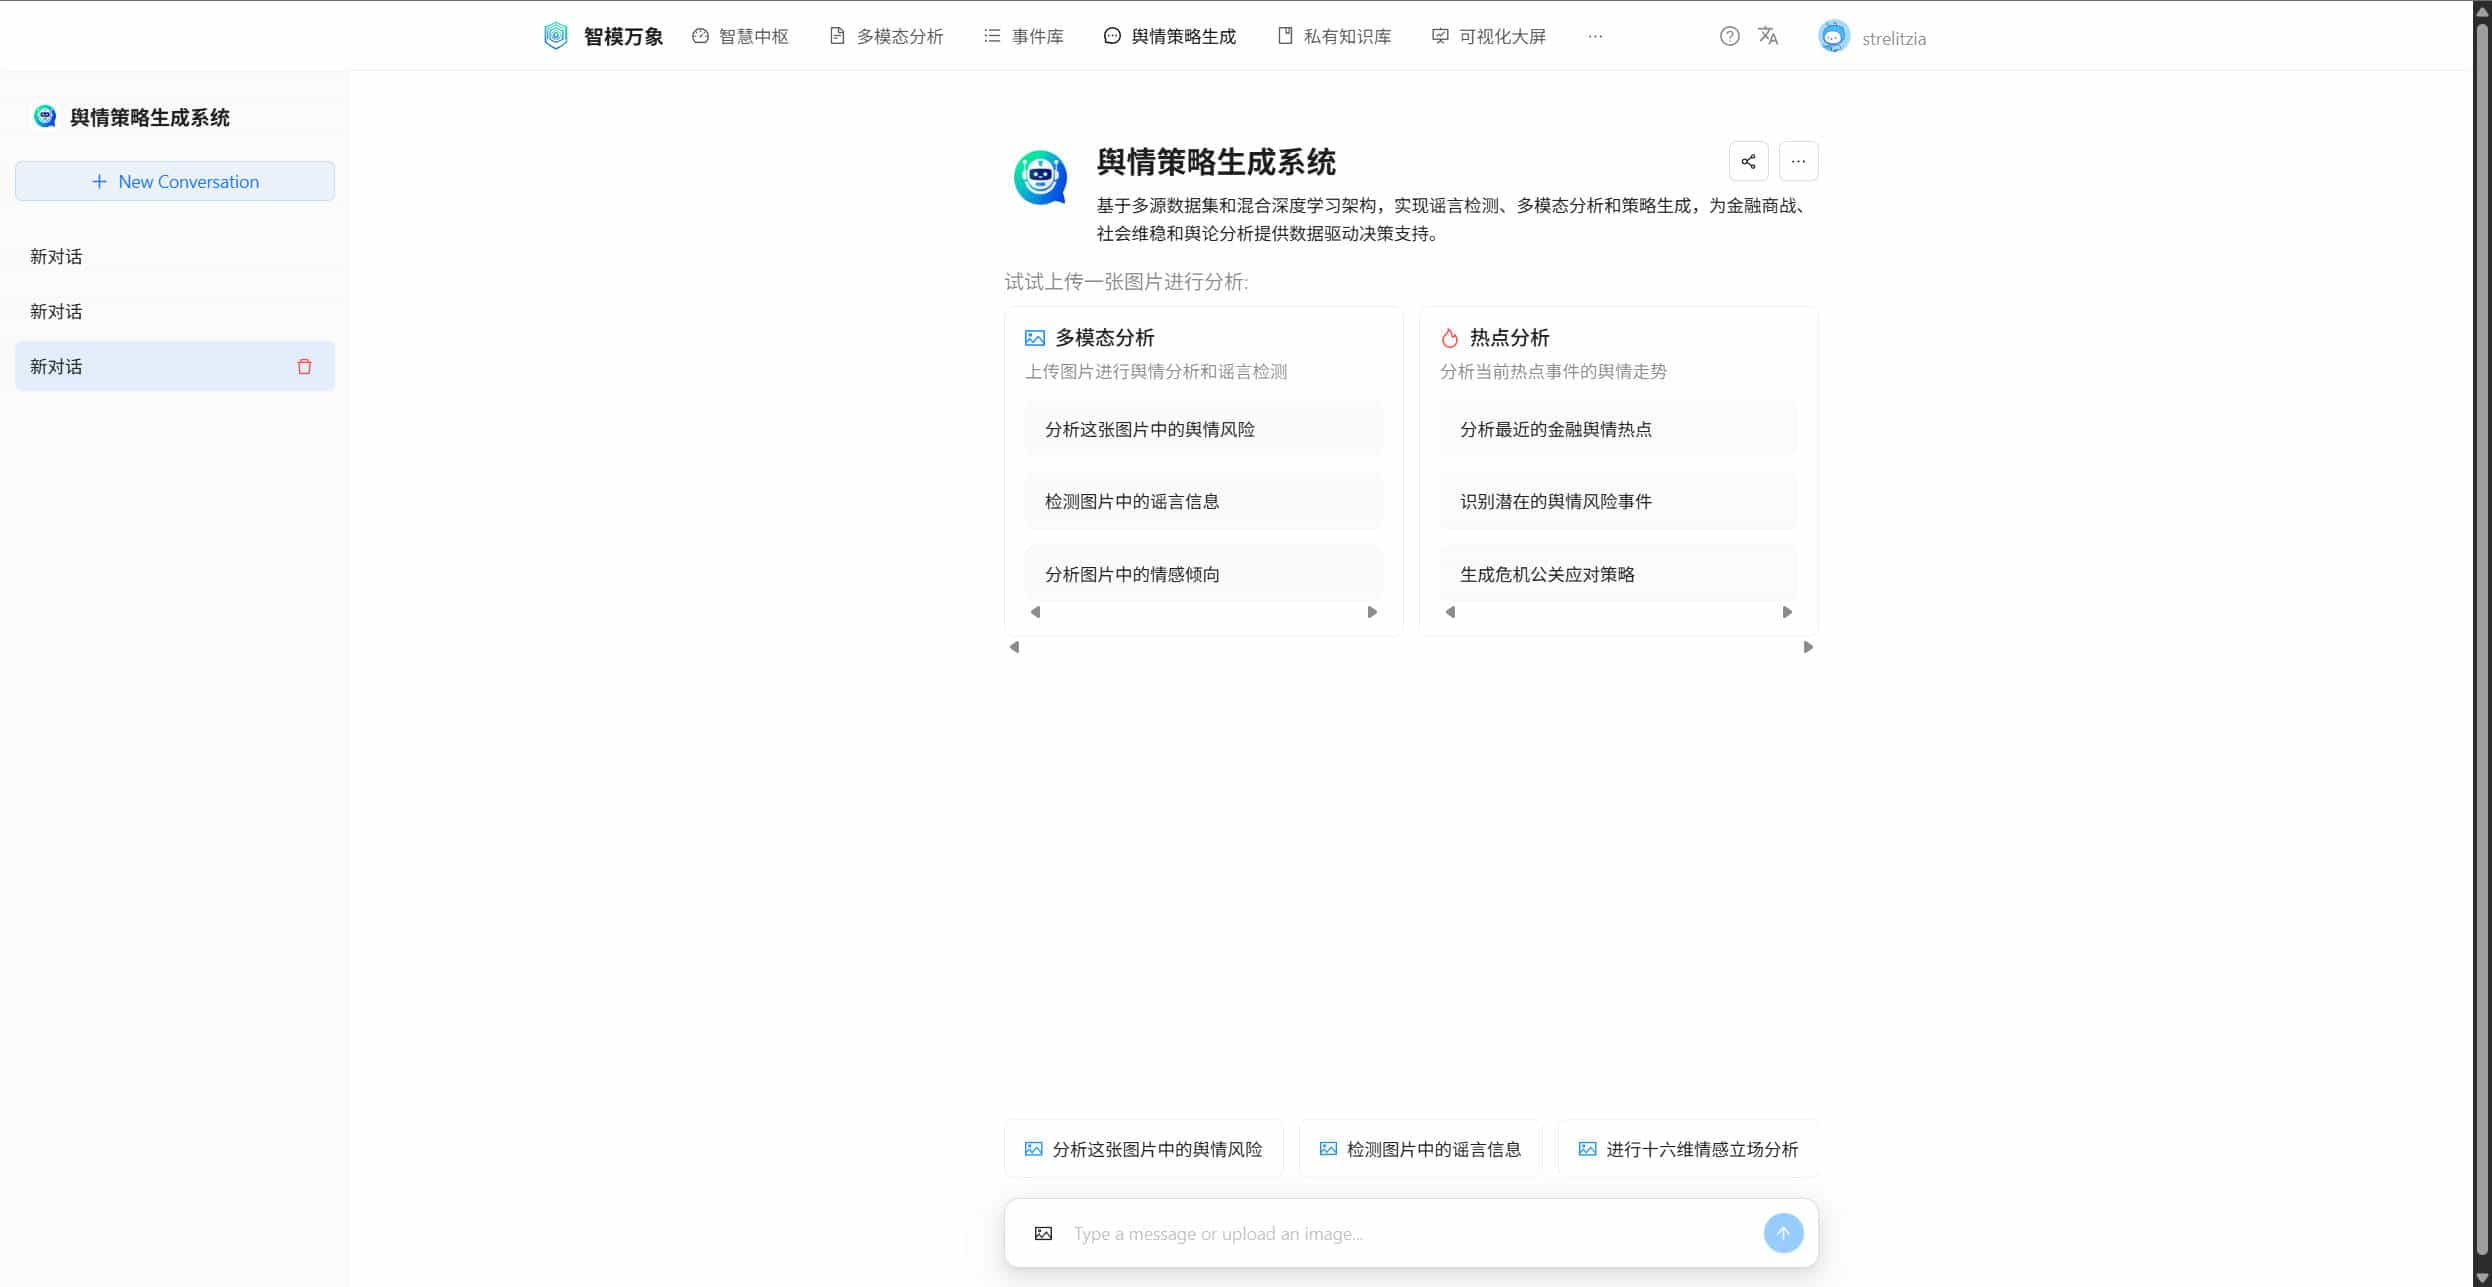 智模万象 智慧中枢 多模态分析 事件库 舆情策略生成 私有知识库 可视化大屏 ··· strelitzia
舆情策略生成系统
+ New Conversation
新对话
新对话
新对话
舆情策略生成系统
基于多源数据集和混合深度学习架构，实现谣言检测、多模态分析和策略生成，为金融商战、
社会维稳和舆论分析提供数据驱动决策支持。
试试上传一张图片进行分析:
多模态分析
上传图片进行舆情分析和谣言检测
分析这张图片中的舆情风险
检测图片中的谣言信息
分析图片中的情感倾向
热点分析
分析当前热点事件的舆情走势
分析最近的金融舆情热点
识别潜在的舆情风险事件
生成危机公关应对策略
分析这张图片中的舆情风险 检测图片中的谣言信息 进行十六维情感立场分析
Type a message or upload an image...